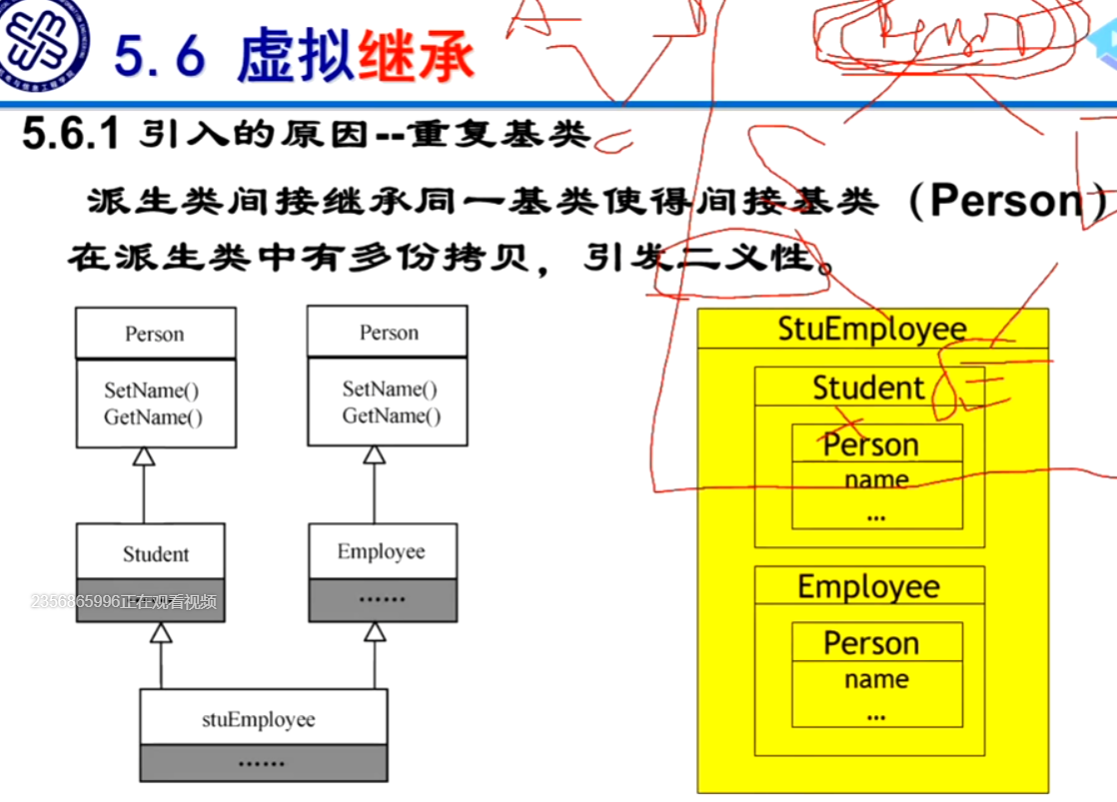 5.6 虚拟继承
5.6.1 引入的原因--重复基类
派生类间接继承同一基类使得间接基类（Person）
在派生类中有多份拷贝，引发二义性。
Person
SetName()
GetName()
Person
SetName()
GetName()
Student
……
Employee
……
stuEmployee
……
2356865996正在观看视频
StuEmployee
Student
Person
name
...
Employee
Person
name
...
A
B
C
Person
S
E
SE